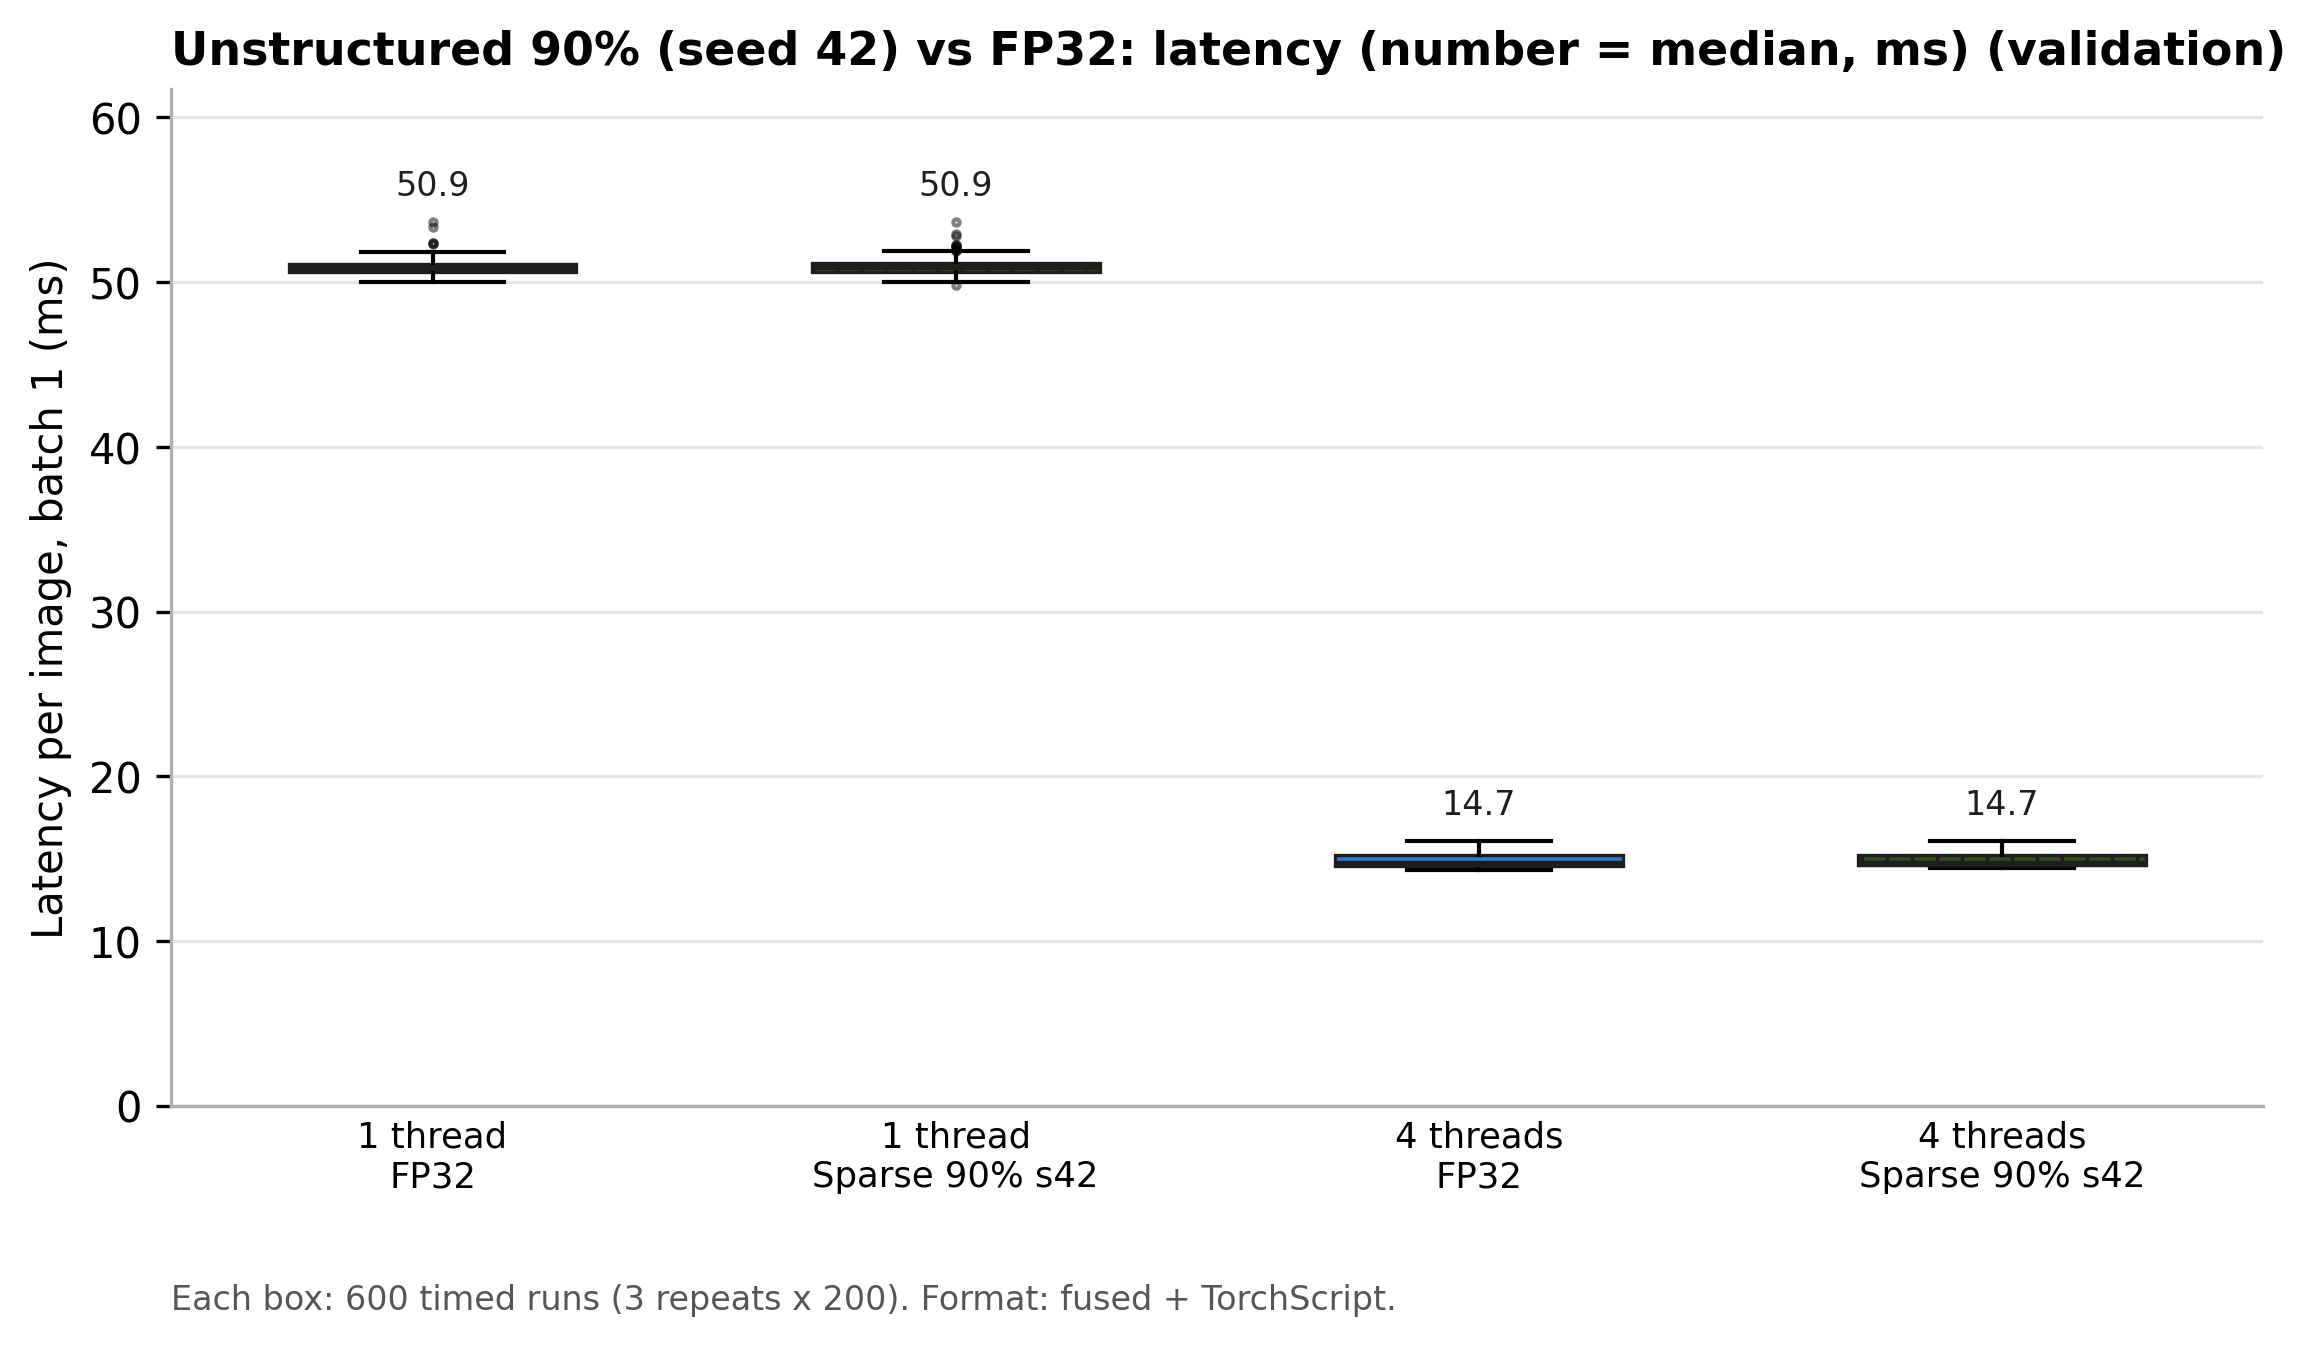 Unstructured 90% (seed 42) vs FP32: latency (number = median, ms) (validation)
Latency per image, batch 1 (ms)
60
50
40
30
20
10
0
50.9
50.9
14.7
14.7
1 thread
FP32
1 thread
Sparse 90% s42
4 threads
FP32
4 threads
Sparse 90% s42
Each box: 600 timed runs (3 repeats x 200). Format: fused + TorchScript.